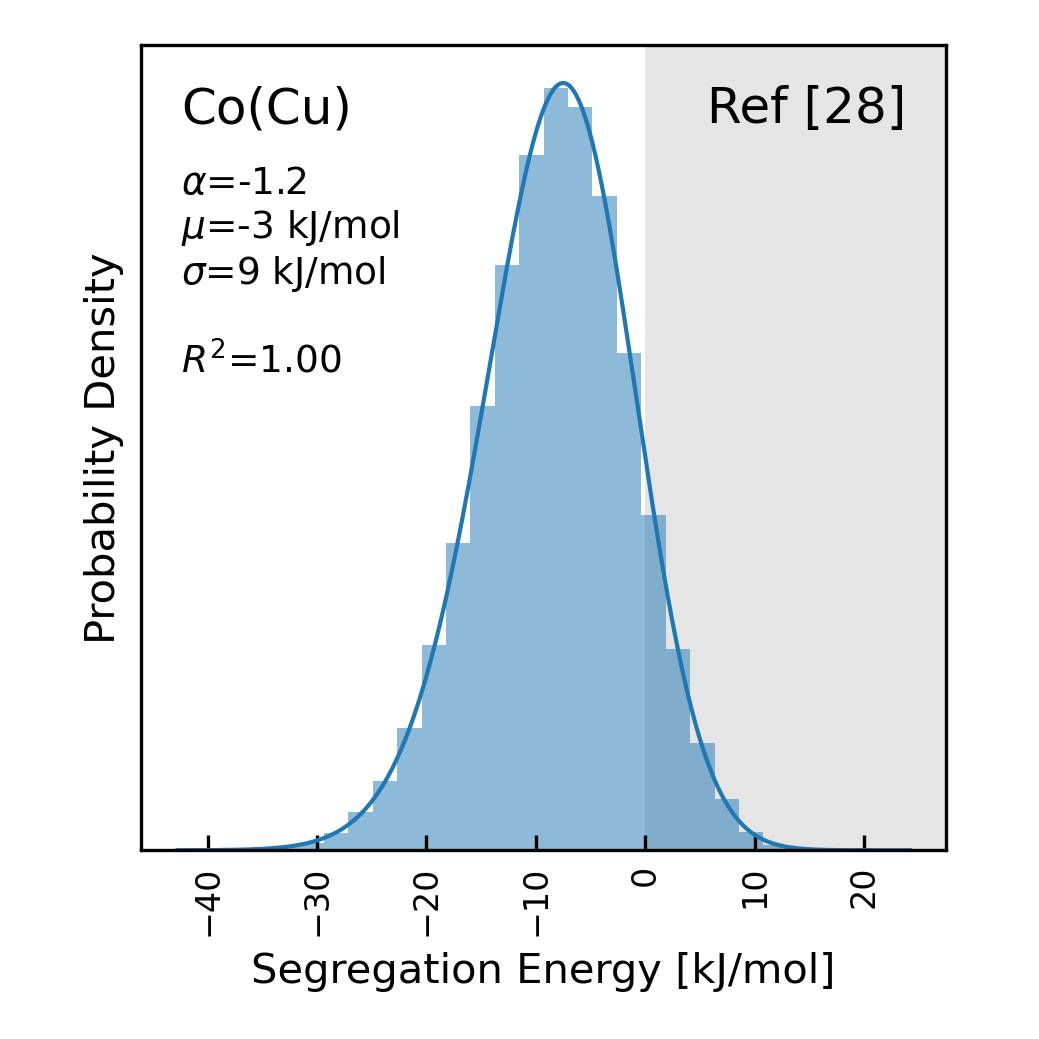 Co(Cu)
Ref [28]
α=-1.2
μ=-3 kJ/mol
σ=9 kJ/mol
R²=1.00
Probability Density
−40 −30 −20 −10 0 10 20
Segregation Energy [kJ/mol]